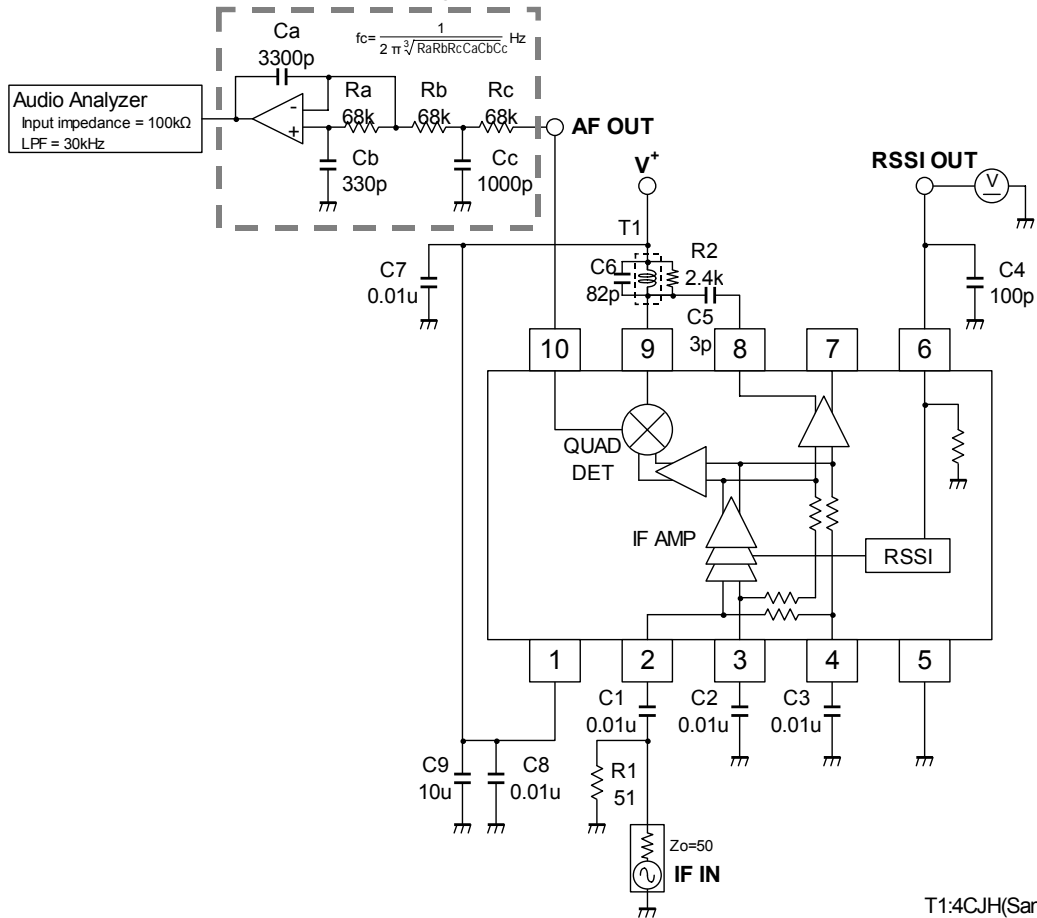 Ca
3300p
fc= 1 / 2 π ∛RaRbRcCaCbCc Hz
Audio Analyzer
Input impedance = 100kΩ
LPF = 30kHz
Ra
68k
Rb
68k
Rc
68k
-
+
AF OUT
Cb
330p
Cc
1000p
V+
RSSI OUT
V
T1
C7
0.01u
C6
82p
R2
2.4k
C5
3p
C4
100p
10
9
8
7
6
QUAD
DET
IF AMP
RSSI
1
2
3
4
5
C1
0.01u
C2
0.01u
C3
0.01u
C9
10u
C8
0.01u
R1
51
Zo=50
IF IN
T1:4CJH(Sar